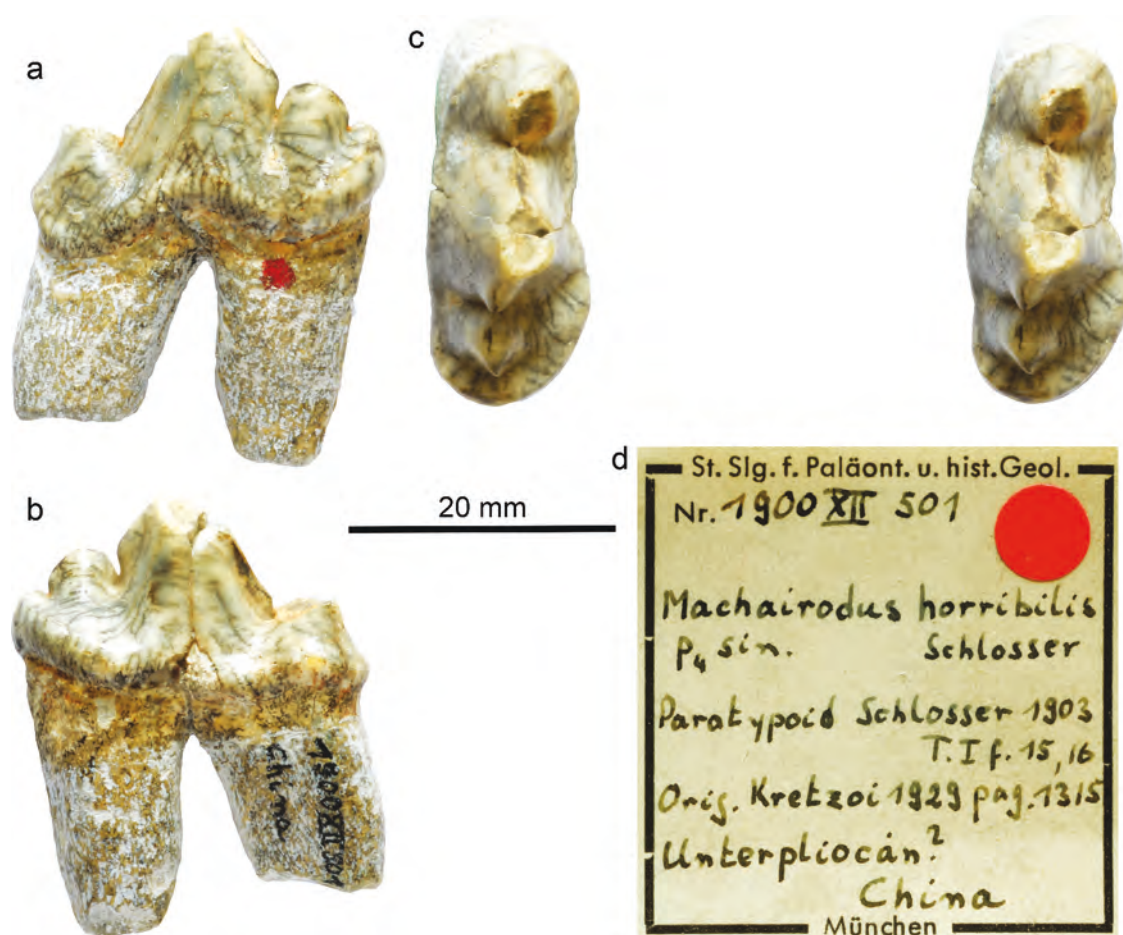 a
c
b
20 mm
1900XII501
China
d
St. Slg. f. Paläont. u. hist. Geol.
Nr. 1900 XII 501
Machairodus horribilis
P4 sin. Schlosser
Paratypoid Schlosser 1903
T. I f. 15, 16
Orig. Kretzoi 1929 pag. 1315
Unterpliocän?
China
München